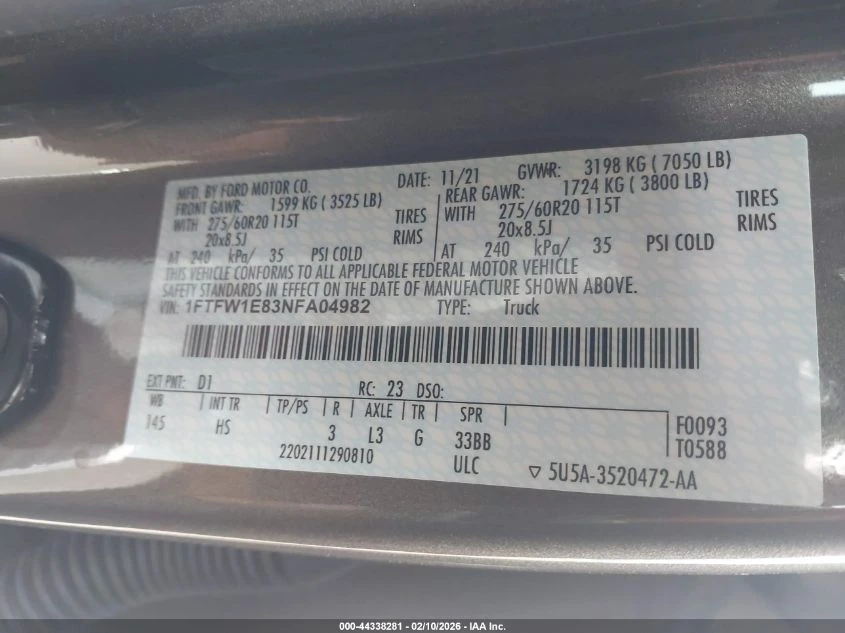 MFD. BY FORD MOTOR CO. DATE: 11/21 GVWR: 3198 KG ( 7050 LB)
FRONT GAWR: 1599 KG ( 3525 LB) REAR GAWR: 1724 KG ( 3800 LB)
WITH 275/60R20 115T TIRES WITH 275/60R20 115T TIRES
20x8.5J RIMS 20x8.5J RIMS
AT 240 kPa/ 35 PSI COLD AT 240 kPa/ 35 PSI COLD
THIS VEHICLE CONFORMS TO ALL APPLICABLE FEDERAL MOTOR VEHICLE
SAFETY STANDARDS IN EFFECT ON THE DATE OF MANUFACTURE SHOWN ABOVE.
VIN: 1FTFW1E83NFA04982 TYPE: Truck
EXT PNT: D1 RC: 23 DSO:
WB | INT TR | TP/PS | R | AXLE | TR | SPR |
145 HS 3 L3 G 33BB F0093
2202111290810 ULC T0588
▽ 5U5A-3520472-AA
000-44338281 - 02/10/2026 - IAA Inc.